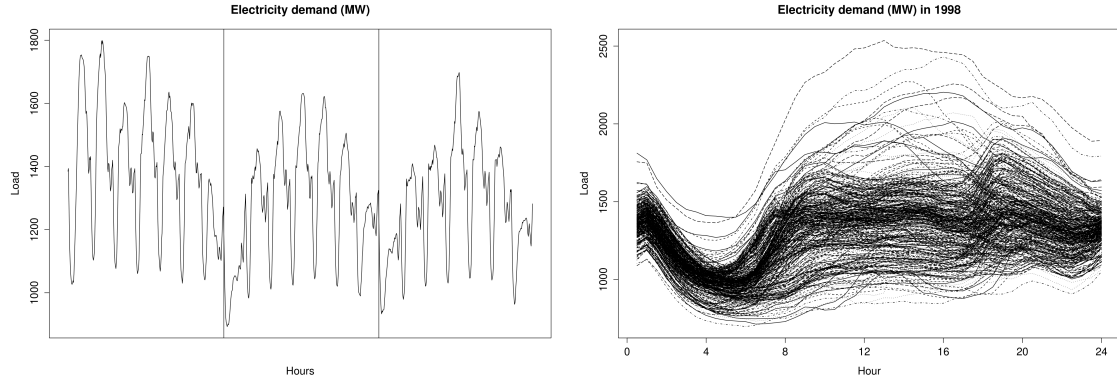 Electricity demand (MW)
Load
1800
1600
1400
1200
1000
Hours
Electricity demand (MW) in 1998
Load
2500
2000
1500
1000
0 4 8 12 16 20 24
Hour